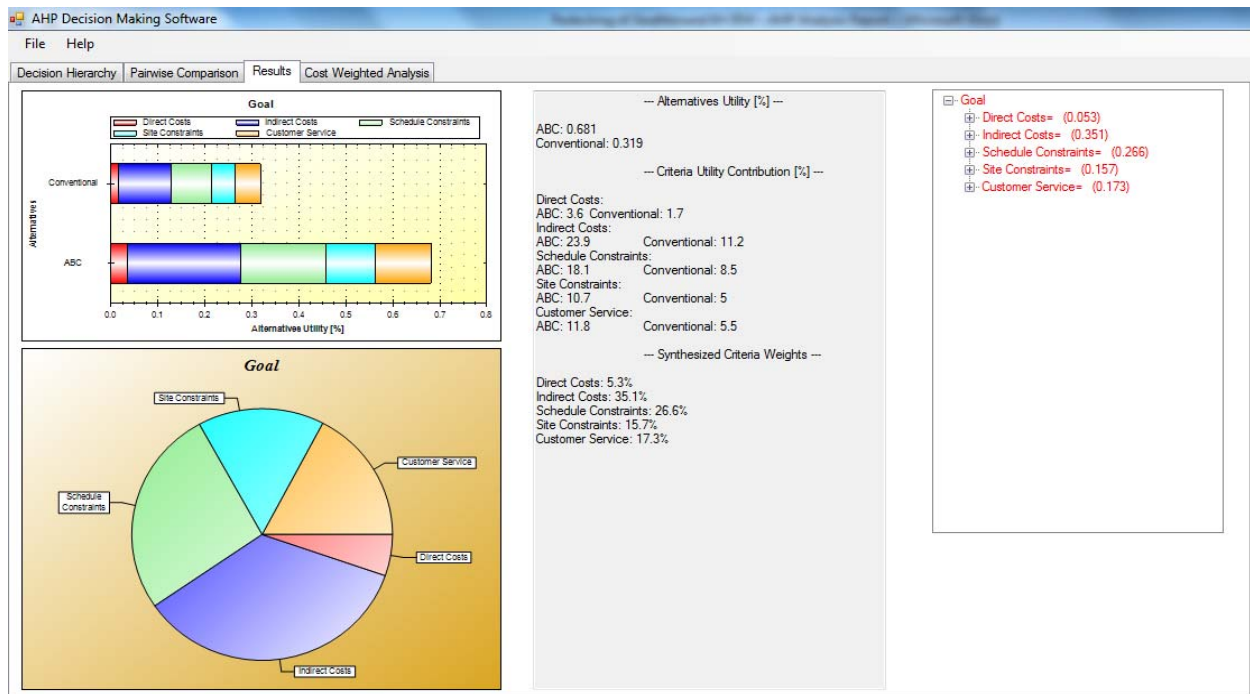 AHP Decision Making Software
File Help
Decision Hierarchy Pairwise Comparison Results Cost Weighted Analysis
Goal
Direct Costs Indirect Costs Schedule Constraints
Site Constraints Customer Service
Alternatives
Conventional
ABC
0.0 0.1 0.2 0.3 0.4 0.5 0.6 0.7 0.8
Alternatives Utility [%]
Goal
Site Constraints
Customer Service
Schedule
Constraints
Direct Costs
Indirect Costs
--- Alternatives Utility [%] ---
ABC: 0.681
Conventional: 0.319
--- Criteria Utility Contribution [%] ---
Direct Costs:
ABC: 3.6 Conventional: 1.7
Indirect Costs:
ABC: 23.9 Conventional: 11.2
Schedule Constraints:
ABC: 18.1 Conventional: 8.5
Site Constraints:
ABC: 10.7 Conventional: 5
Customer Service:
ABC: 11.8 Conventional: 5.5
--- Synthesized Criteria Weights ---
Direct Costs: 5.3%
Indirect Costs: 35.1%
Schedule Constraints: 26.6%
Site Constraints: 15.7%
Customer Service: 17.3%
Goal
Direct Costs= (0.053)
Indirect Costs= (0.351)
Schedule Constraints= (0.266)
Site Constraints= (0.157)
Customer Service= (0.173)